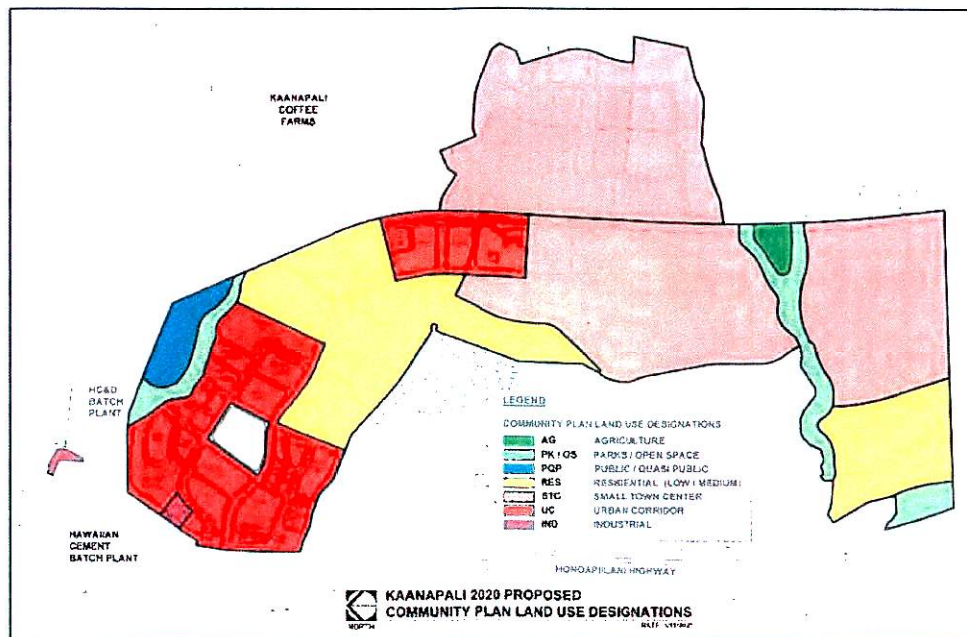 KAANAPALI
COFFEE
FARMS
HC&D
BATCH
PLANT
HAWAIIAN
CEMENT
BATCH PLANT
LEGEND
COMMUNITY PLAN LAND USE DESIGNATIONS
AG AGRICULTURE
PK / OS PARKS / OPEN SPACE
PQP PUBLIC / QUASI PUBLIC
RES RESIDENTIAL (LOW / MEDIUM)
STC SMALL TOWN CENTER
UC URBAN CORRIDOR
IND INDUSTRIAL
HONOAPIILANI HIGHWAY
KAANAPALI 2020 PROPOSED
COMMUNITY PLAN LAND USE DESIGNATIONS
NORTH
DATE